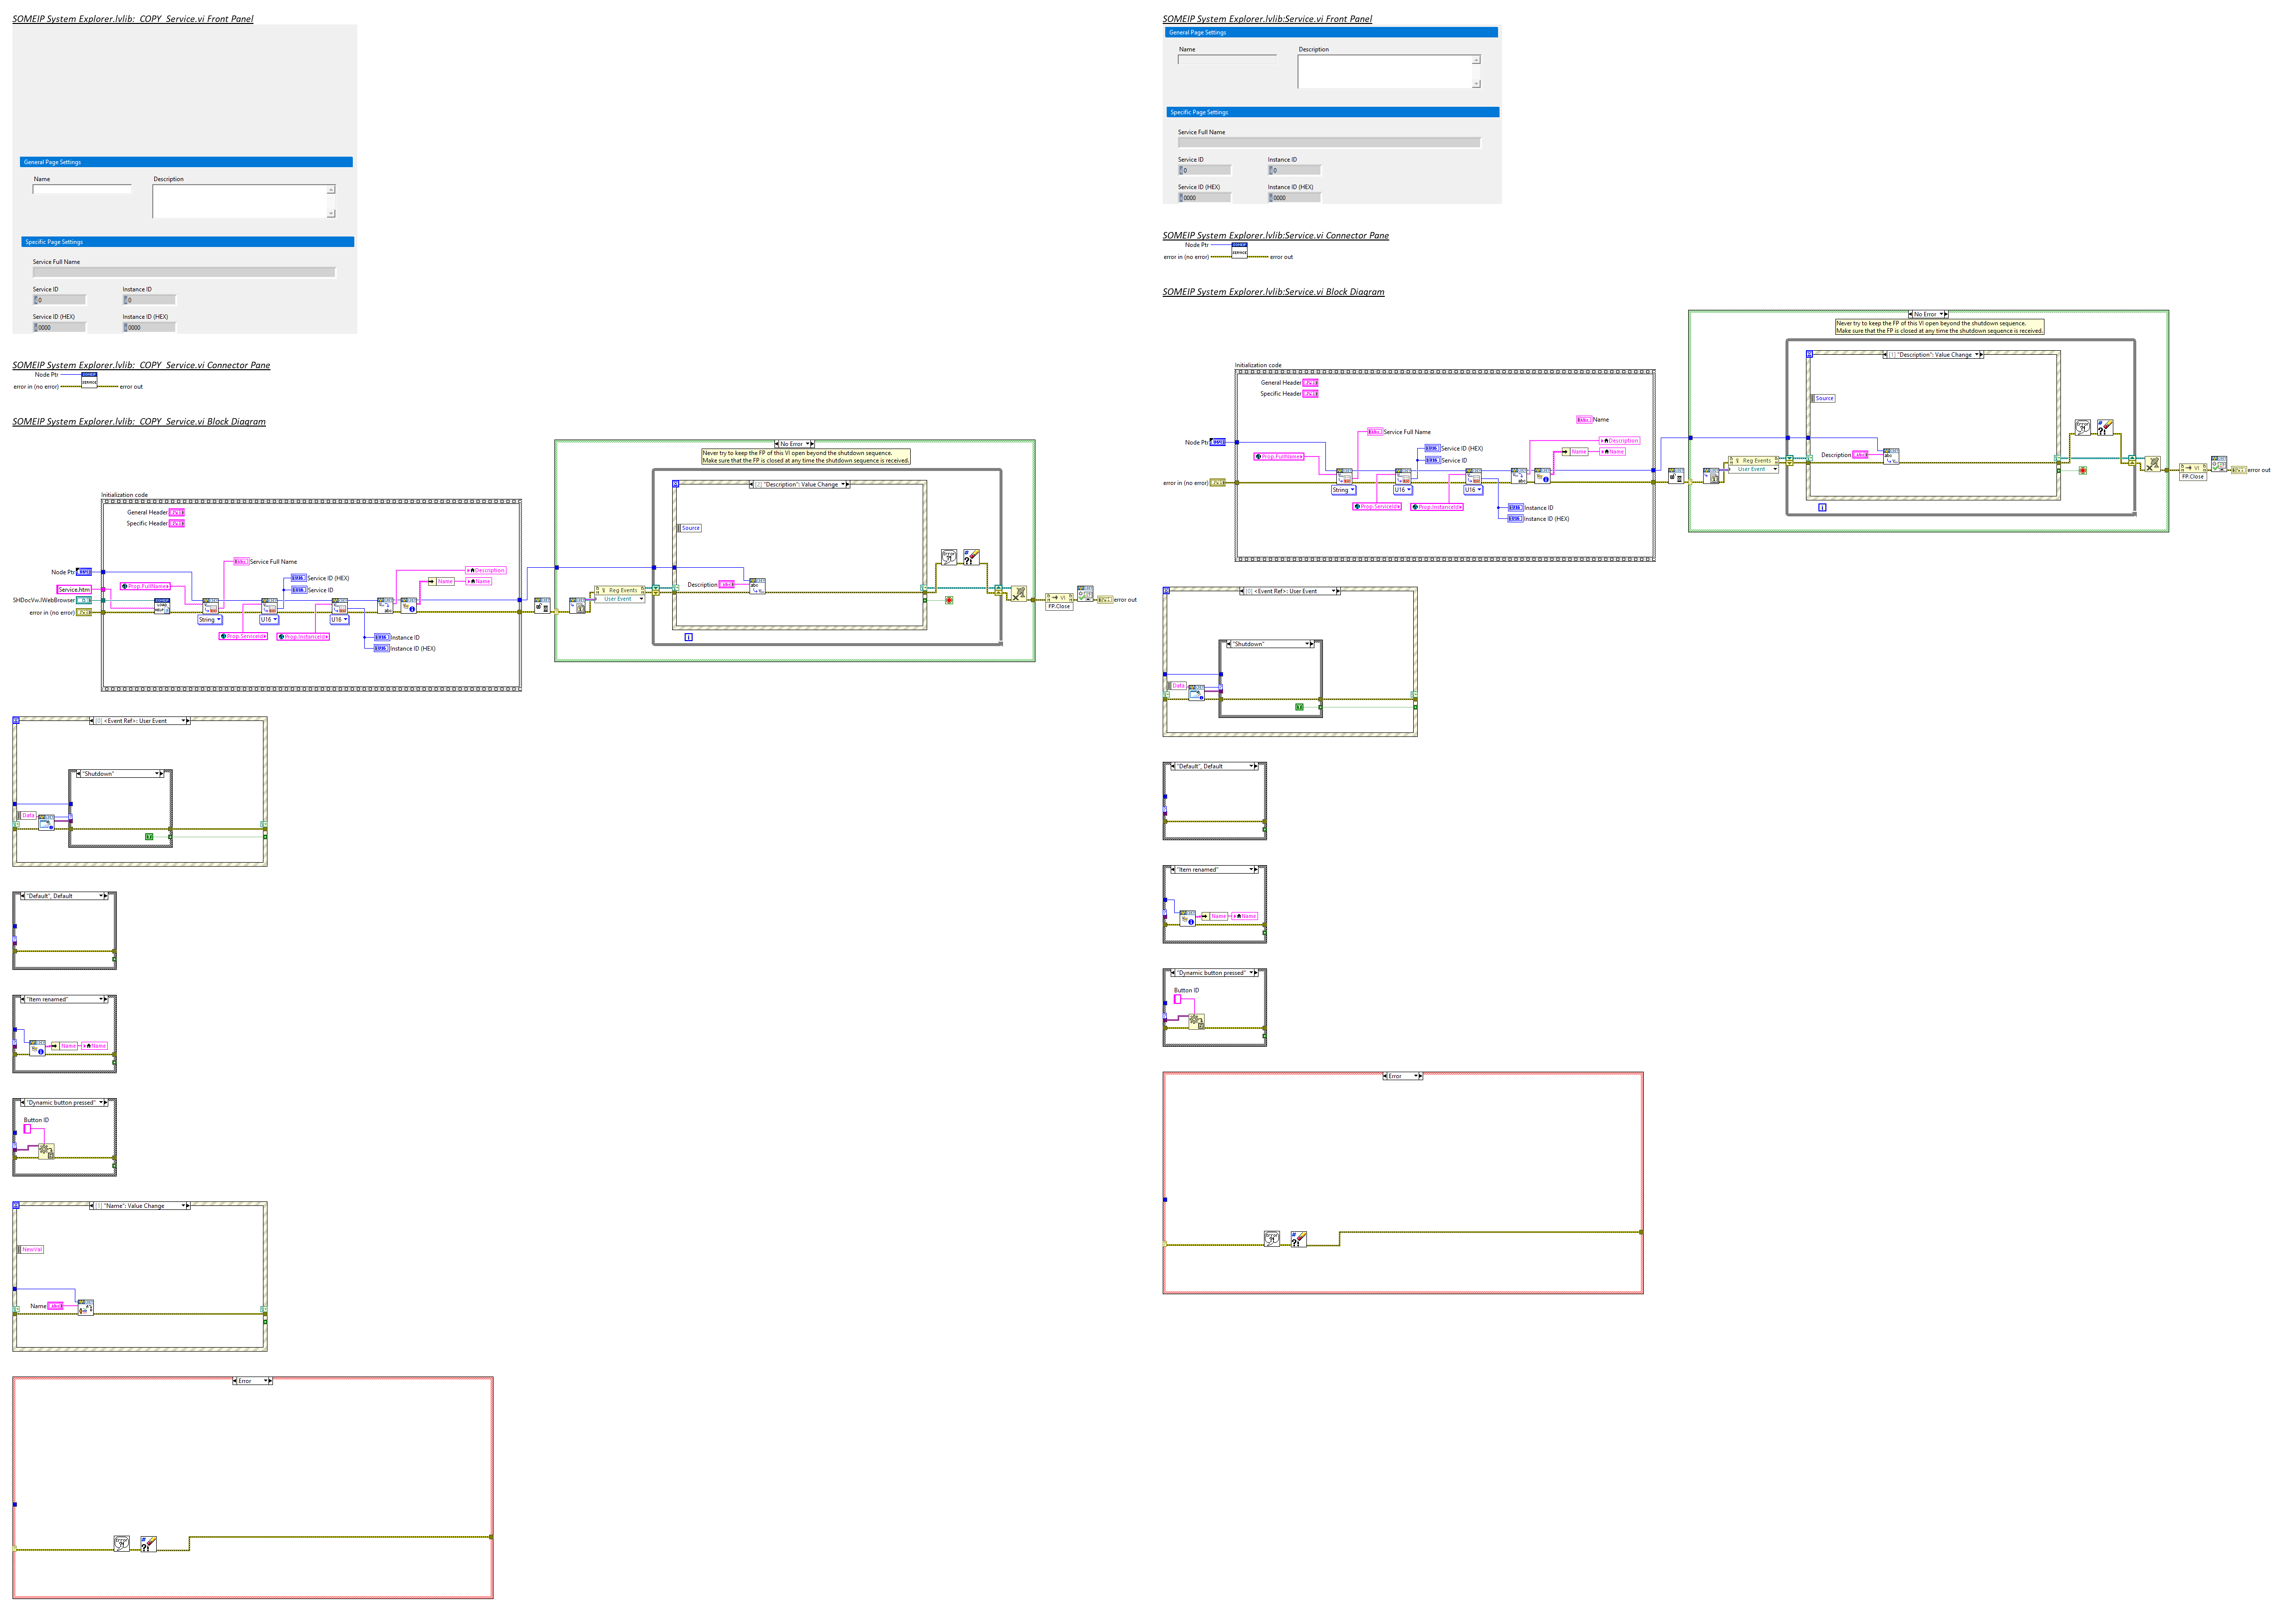 SOMEIP System Explorer.lvlib:_COPY_Service.vi Front Panel
General Page Settings
Name
Description
Specific Page Settings
Service Full Name
Service ID
Instance ID
0
0
Service ID (HEX)
Instance ID (HEX)
0000
0000
SOMEIP System Explorer.lvlib:_COPY_Service.vi Connector Pane
Node Ptr
error in (no error)
error out
SOMEIP
SERVICE
SOMEIP System Explorer.lvlib:_COPY_Service.vi Block Diagram
Initialization code
General Header
Specific Header
Service Full Name
Node Ptr
Service.htm
SHDocVw.IWebBrowser
error in (no error)
Prop.FullName
String
U16
U16
Prop.ServiceId
Prop.InstanceId
Service ID (HEX)
Service ID
Instance ID
Instance ID (HEX)
Description
Name
Name
No Error
Never try to keep the FP of this VI open beyond the shutdown sequence.
Make sure that the FP is closed at any time the shutdown sequence is received.
[2] "Description": Value Change
Source
Description
Reg Events
User Event
VI
FP.Close
error out
[0] <Event Ref>: User Event
"Shutdown"
Data
"Default", Default
"Item renamed"
Name
Name
"Dynamic button pressed"
Button ID
[1] "Name": Value Change
NewVal
Name
Error
SOMEIP System Explorer.lvlib:Service.vi Front Panel
General Page Settings
Name
Description
Specific Page Settings
Service Full Name
Service ID
Instance ID
0
0
Service ID (HEX)
Instance ID (HEX)
0000
0000
SOMEIP System Explorer.lvlib:Service.vi Connector Pane
Node Ptr
error in (no error)
error out
SOMEIP
SERVICE
SOMEIP System Explorer.lvlib:Service.vi Block Diagram
Initialization code
General Header
Specific Header
Name
Service Full Name
Node Ptr
error in (no error)
Prop.FullName
String
U16
U16
Prop.ServiceId
Prop.InstanceId
Service ID (HEX)
Service ID
Instance ID
Instance ID (HEX)
Description
Name
Name
No Error
Never try to keep the FP of this VI open beyond the shutdown sequence.
Make sure that the FP is closed at any time the shutdown sequence is received.
[1] "Description": Value Change
Source
Description
Reg Events
User Event
VI
FP.Close
error out
[0] <Event Ref>: User Event
"Shutdown"
Data
"Default", Default
"Item renamed"
Name
Name
"Dynamic button pressed"
Button ID
Error